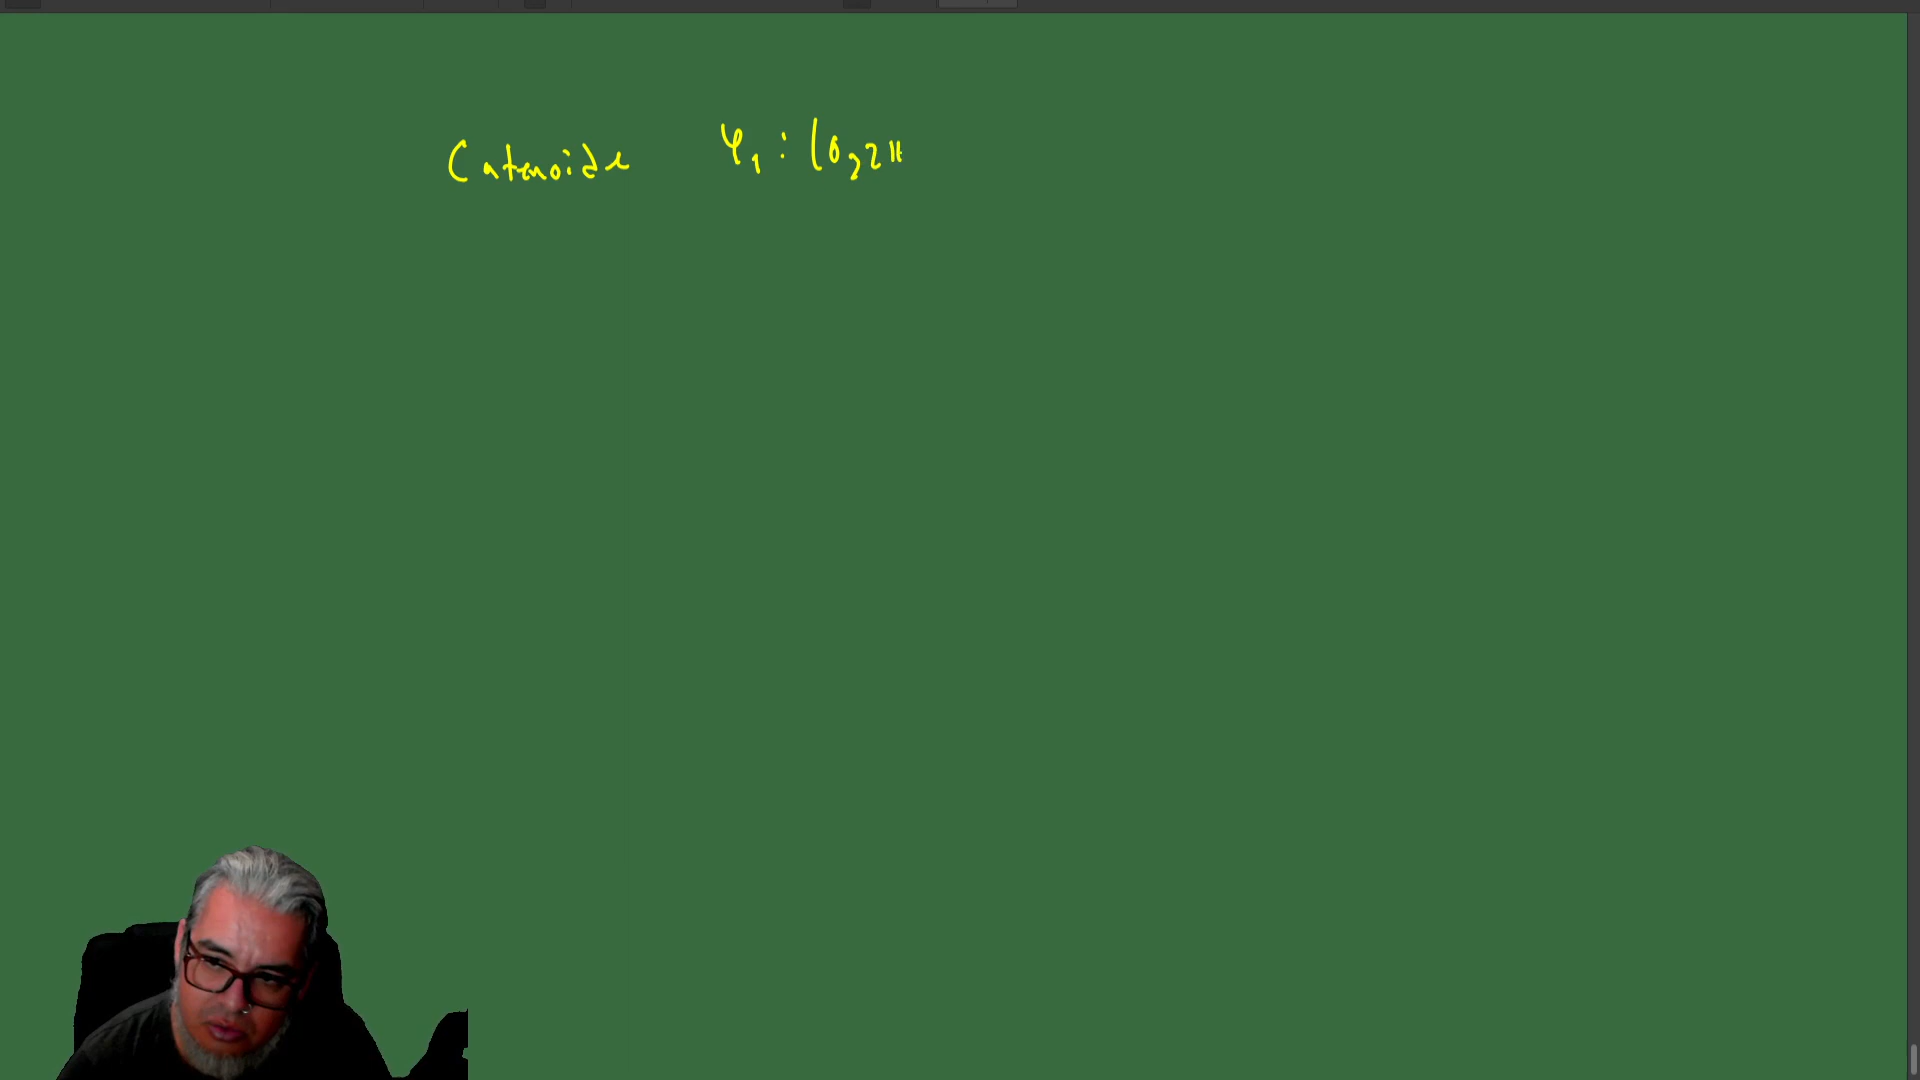 Catenoide φ₁ : (0,2π